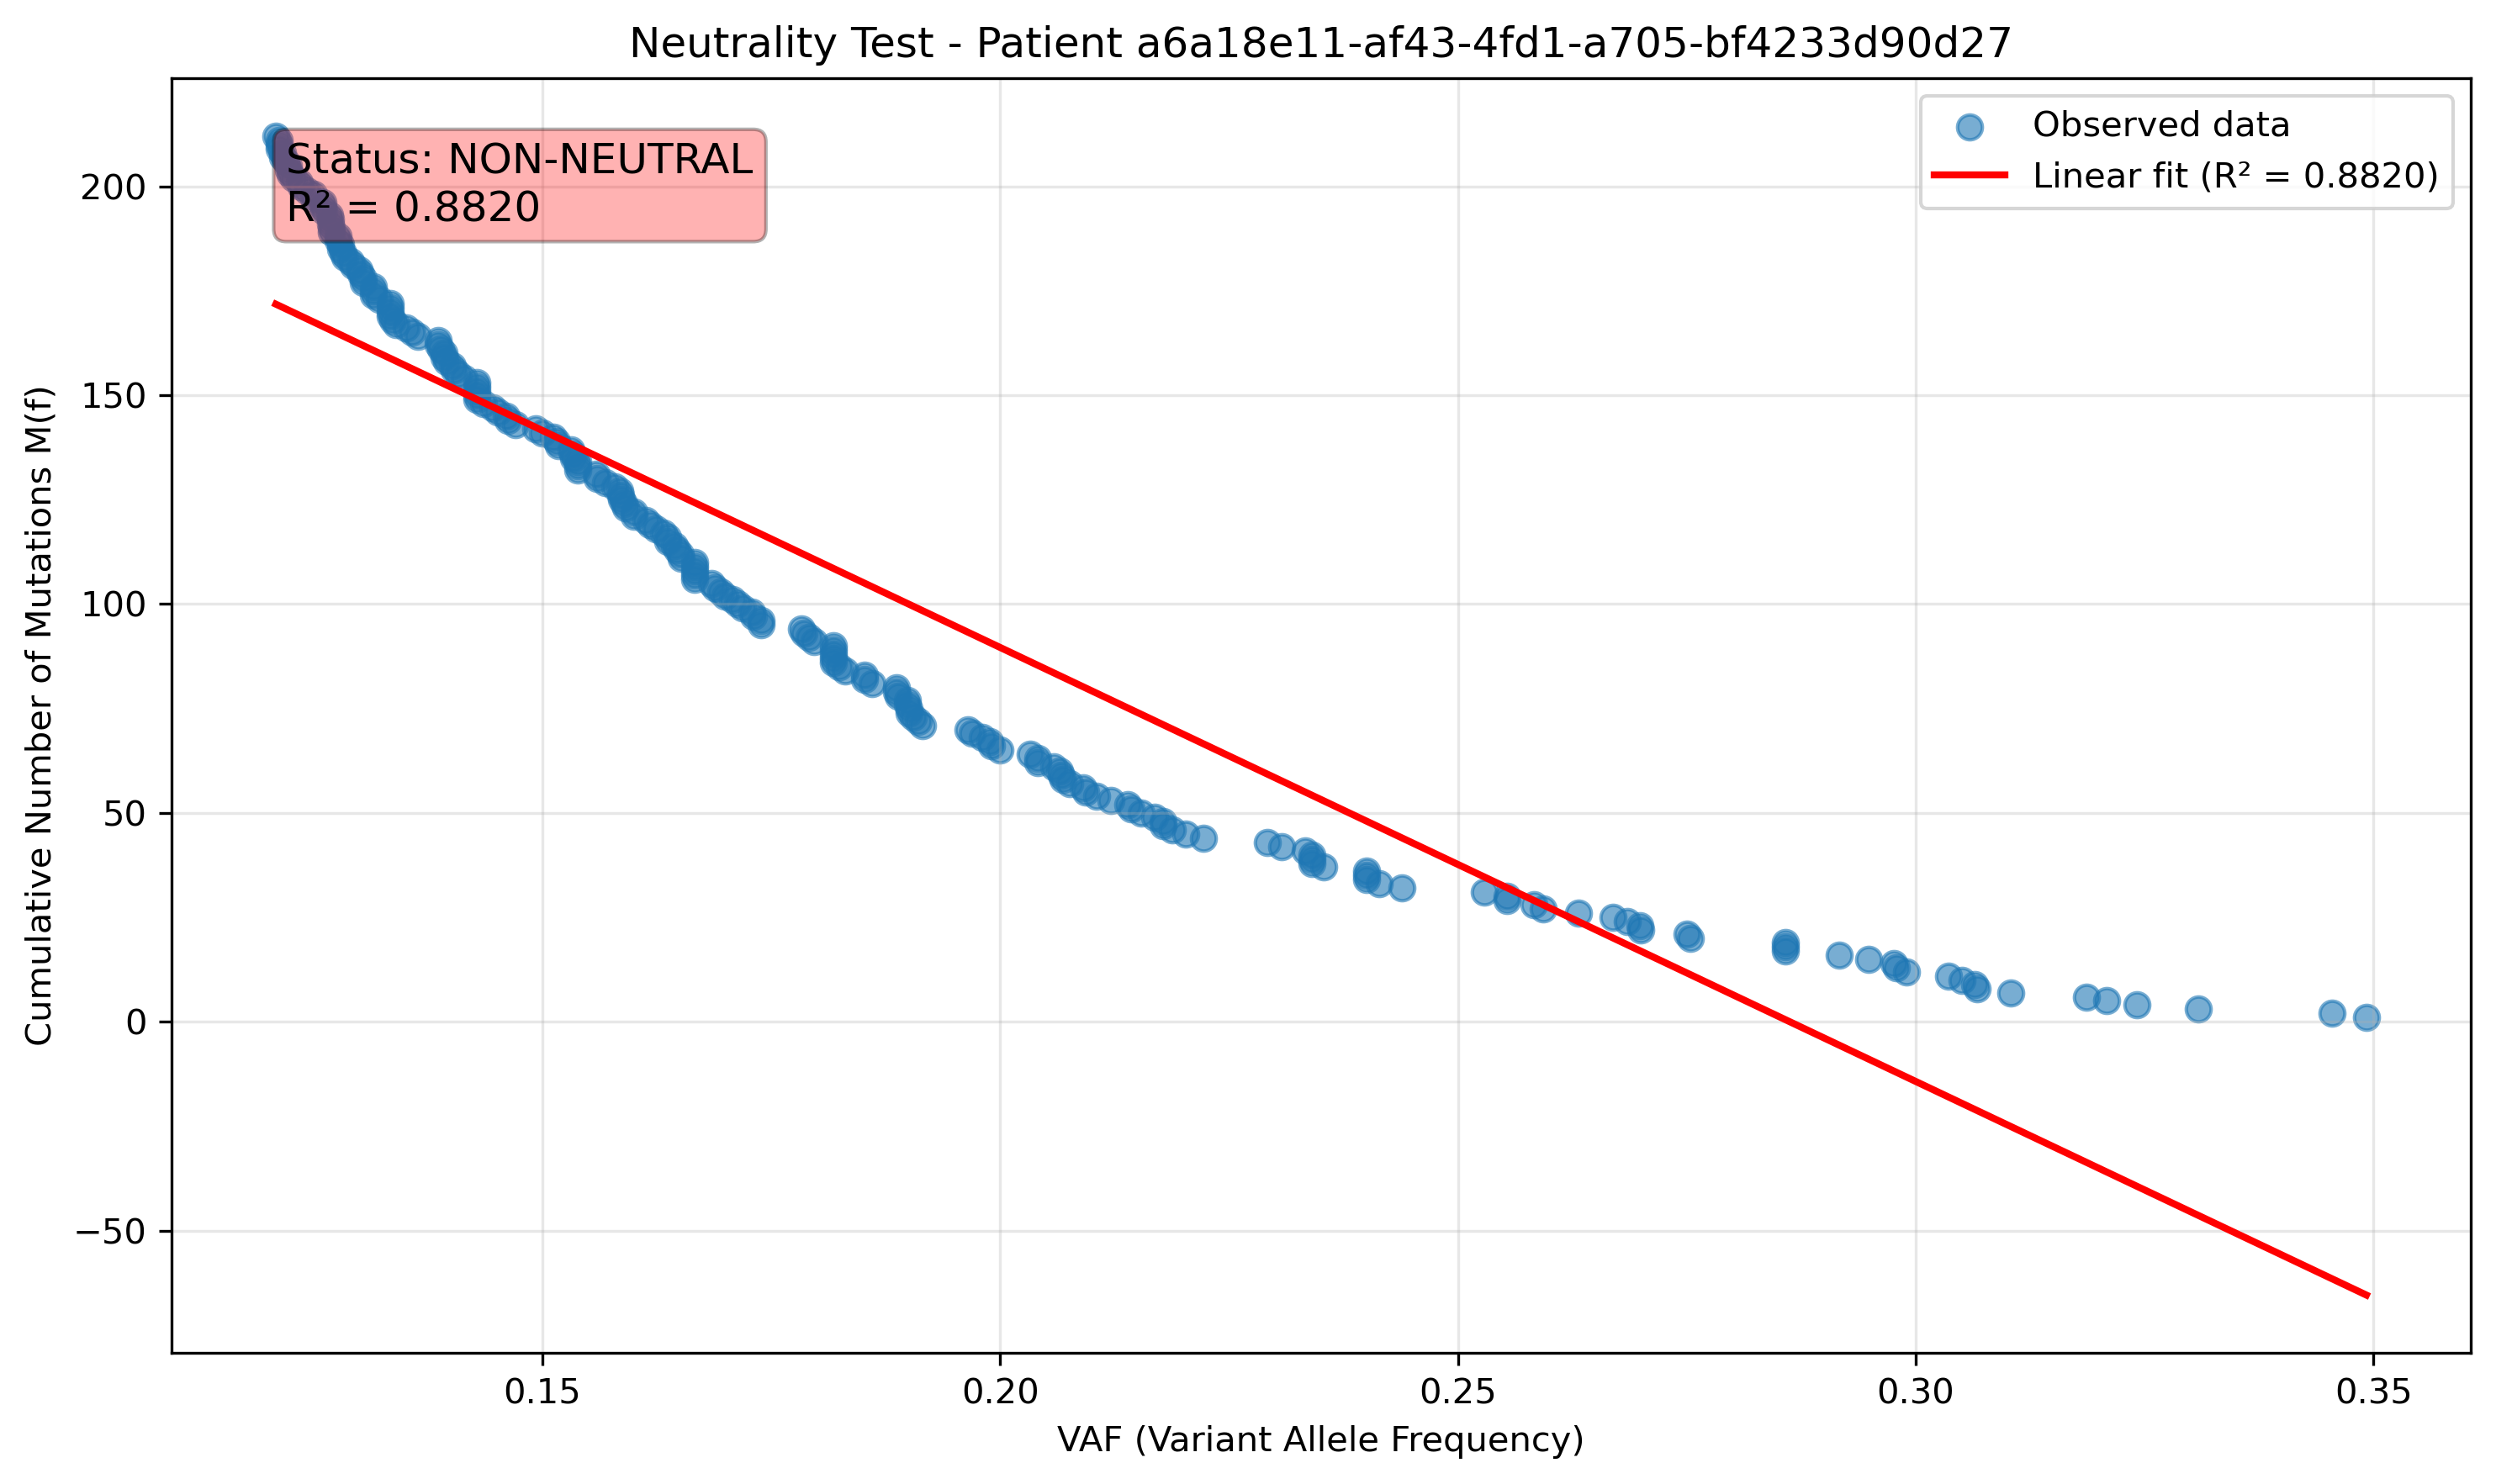 Neutrality Test - Patient a6a18e11-af43-4fd1-a705-bf4233d90d27
Observed data
Linear fit (R² = 0.8820)
Status: NON-NEUTRAL
R² = 0.8820
Cumulative Number of Mutations M(f)
200
150
100
50
0
−50
0.15
0.20
0.25
0.30
0.35
VAF (Variant Allele Frequency)